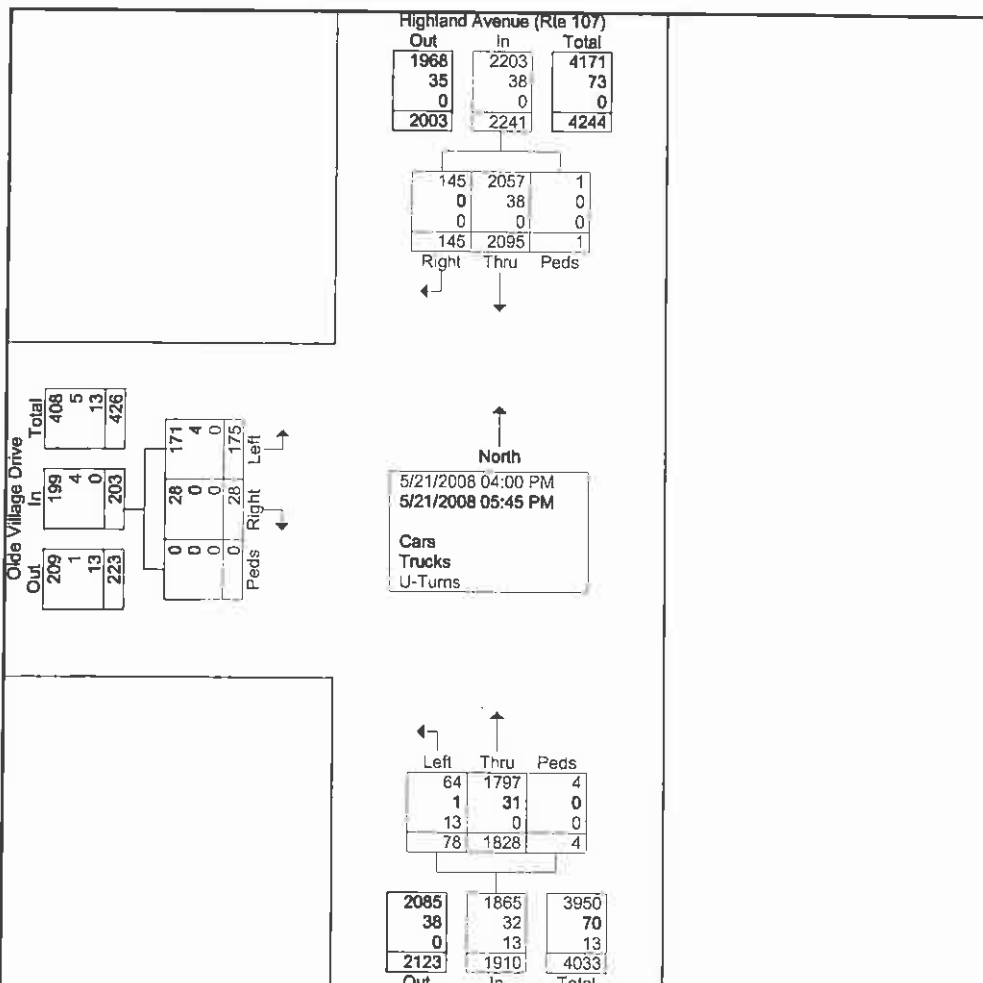 Highland Avenue (Rte 107)
Out In Total
1968 2203 4171
35 38 73
0 0 0
2003 2241 4244
145 2057 1
0 38 0
0 0 0
145 2095 1
Right Thru Peds
Olde Village Drive
Out In Total
209 199 408
1 4 5
13 0 13
223 203 426
0 28 171
0 0 4
0 0 0
0 28 175
Peds Right Left
North
5/21/2008 04:00 PM
5/21/2008 05:45 PM
Cars
Trucks
U-Turns
Left Thru Peds
64 1797 4
1 31 0
13 0 0
78 1828 4
2085 1865 3950
38 32 70
0 13 13
2123 1910 4033
Out In Total